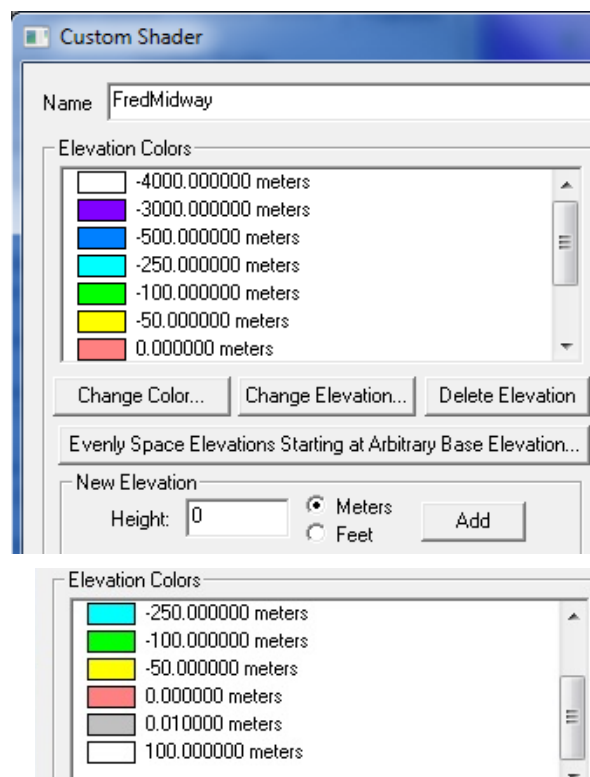 Custom Shader
Name FredMidway
Elevation Colors
-4000.000000 meters
-3000.000000 meters
-500.000000 meters
-250.000000 meters
-100.000000 meters
-50.000000 meters
0.000000 meters
Change Color... Change Elevation... Delete Elevation
Evenly Space Elevations Starting at Arbitrary Base Elevation...
New Elevation
Height: 0 Meters Add
Feet
Elevation Colors
-250.000000 meters
-100.000000 meters
-50.000000 meters
0.000000 meters
0.010000 meters
100.000000 meters